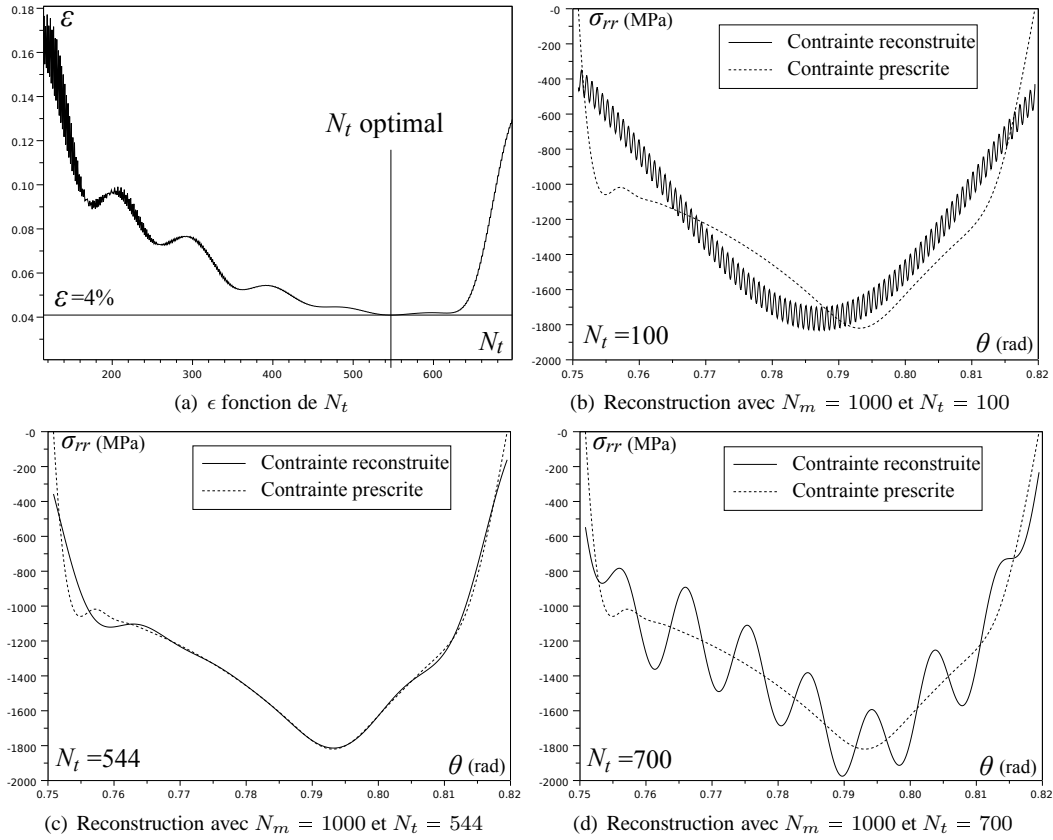 ε
0.18
0.16
0.14
0.12
0.10
0.08
0.06
0.04
N_t optimal
ε=4%
N_t
200 300 400 500 600
(a) ϵ fonction de N_t
σ_rr (MPa)
Contrainte reconstruite
Contrainte prescrite
-0
-200
-400
-600
-800
-1000
-1200
-1400
-1600
-1800
-2000
N_t =100
θ (rad)
0.75 0.76 0.77 0.78 0.79 0.80 0.81 0.82
(b) Reconstruction avec N_m = 1000 et N_t = 100
σ_rr (MPa)
Contrainte reconstruite
Contrainte prescrite
-0
-200
-400
-600
-800
-1000
-1200
-1400
-1600
-1800
-2000
N_t =544
θ (rad)
0.75 0.76 0.77 0.78 0.79 0.80 0.81 0.82
(c) Reconstruction avec N_m = 1000 et N_t = 544
σ_rr (MPa)
Contrainte reconstruite
Contrainte prescrite
-0
-200
-400
-600
-800
-1000
-1200
-1400
-1600
-1800
-2000
N_t =700
θ (rad)
0.75 0.76 0.77 0.78 0.79 0.80 0.81 0.82
(d) Reconstruction avec N_m = 1000 et N_t = 700